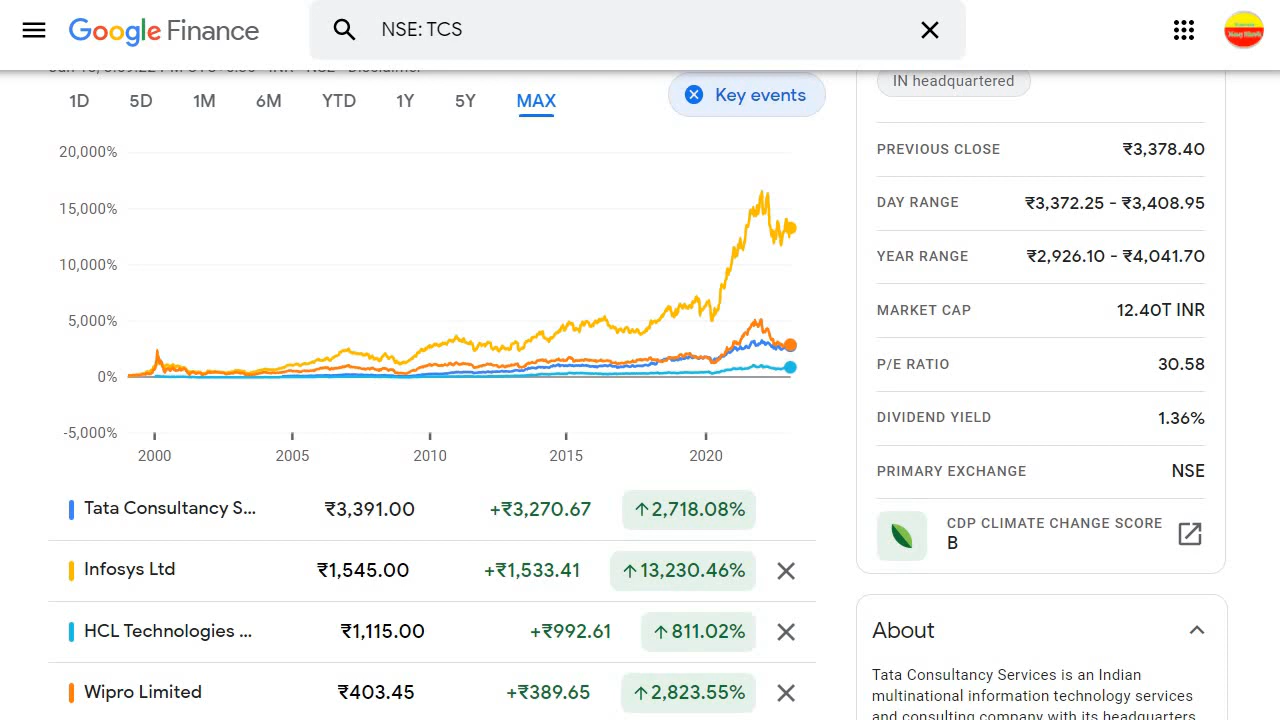 Google Finance
NSE: TCS
1D 5D 1M 6M YTD 1Y 5Y MAX
Key events
20,000%
15,000%
10,000%
5,000%
0%
-5,000%
2000 2005 2010 2015 2020
Tata Consultancy S... ₹3,391.00 +₹3,270.67 ↑2,718.08%
Infosys Ltd ₹1,545.00 +₹1,533.41 ↑13,230.46%
HCL Technologies ... ₹1,115.00 +₹992.61 ↑811.02%
Wipro Limited ₹403.45 +₹389.65 ↑2,823.55%
IN headquartered
PREVIOUS CLOSE ₹3,378.40
DAY RANGE ₹3,372.25 - ₹3,408.95
YEAR RANGE ₹2,926.10 - ₹4,041.70
MARKET CAP 12.40T INR
P/E RATIO 30.58
DIVIDEND YIELD 1.36%
PRIMARY EXCHANGE NSE
CDP CLIMATE CHANGE SCORE
B
About
Tata Consultancy Services is an Indian
multinational information technology services
and consulting company with its headquarters